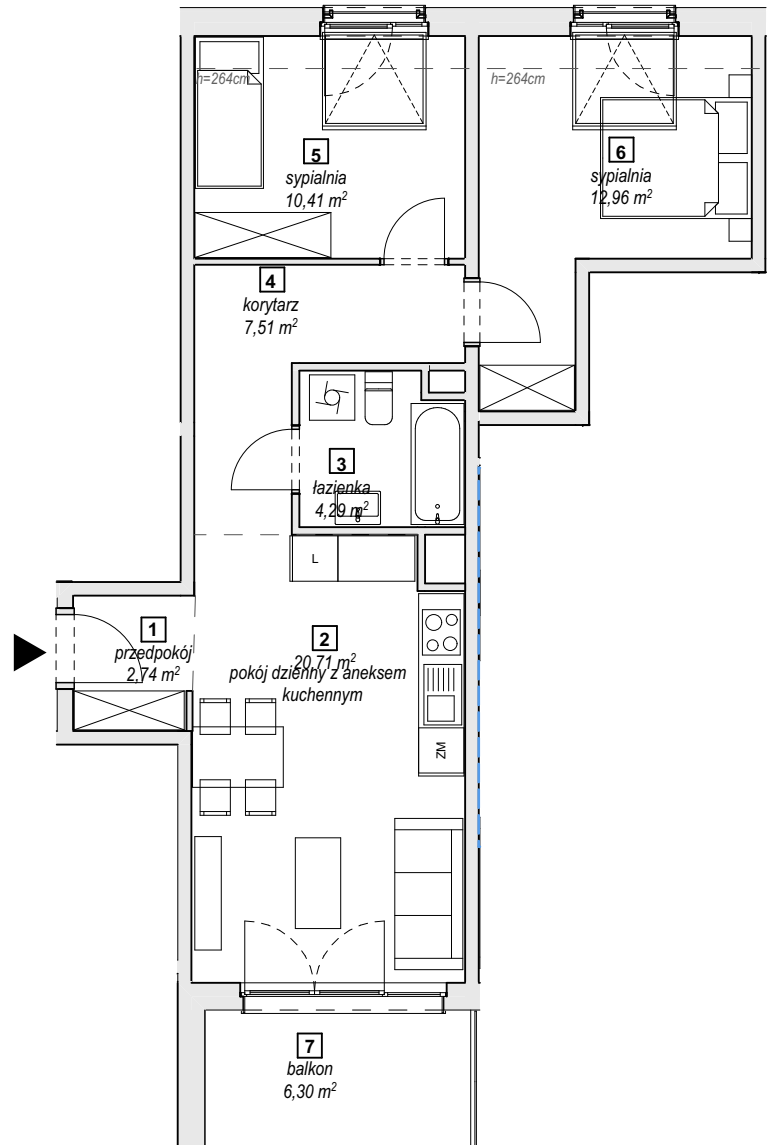 h=264cm
h=264cm
5
sypialnia
10,41 m²
6
sypialnia
12,96 m²
4
korytarz
7,51 m²
3
łazienka
4,29 m²
L
1
przedpokój
2,74 m²
2
20,71 m²
pokój dzienny z aneksem
kuchennym
ZM
7
balkon
6,30 m²